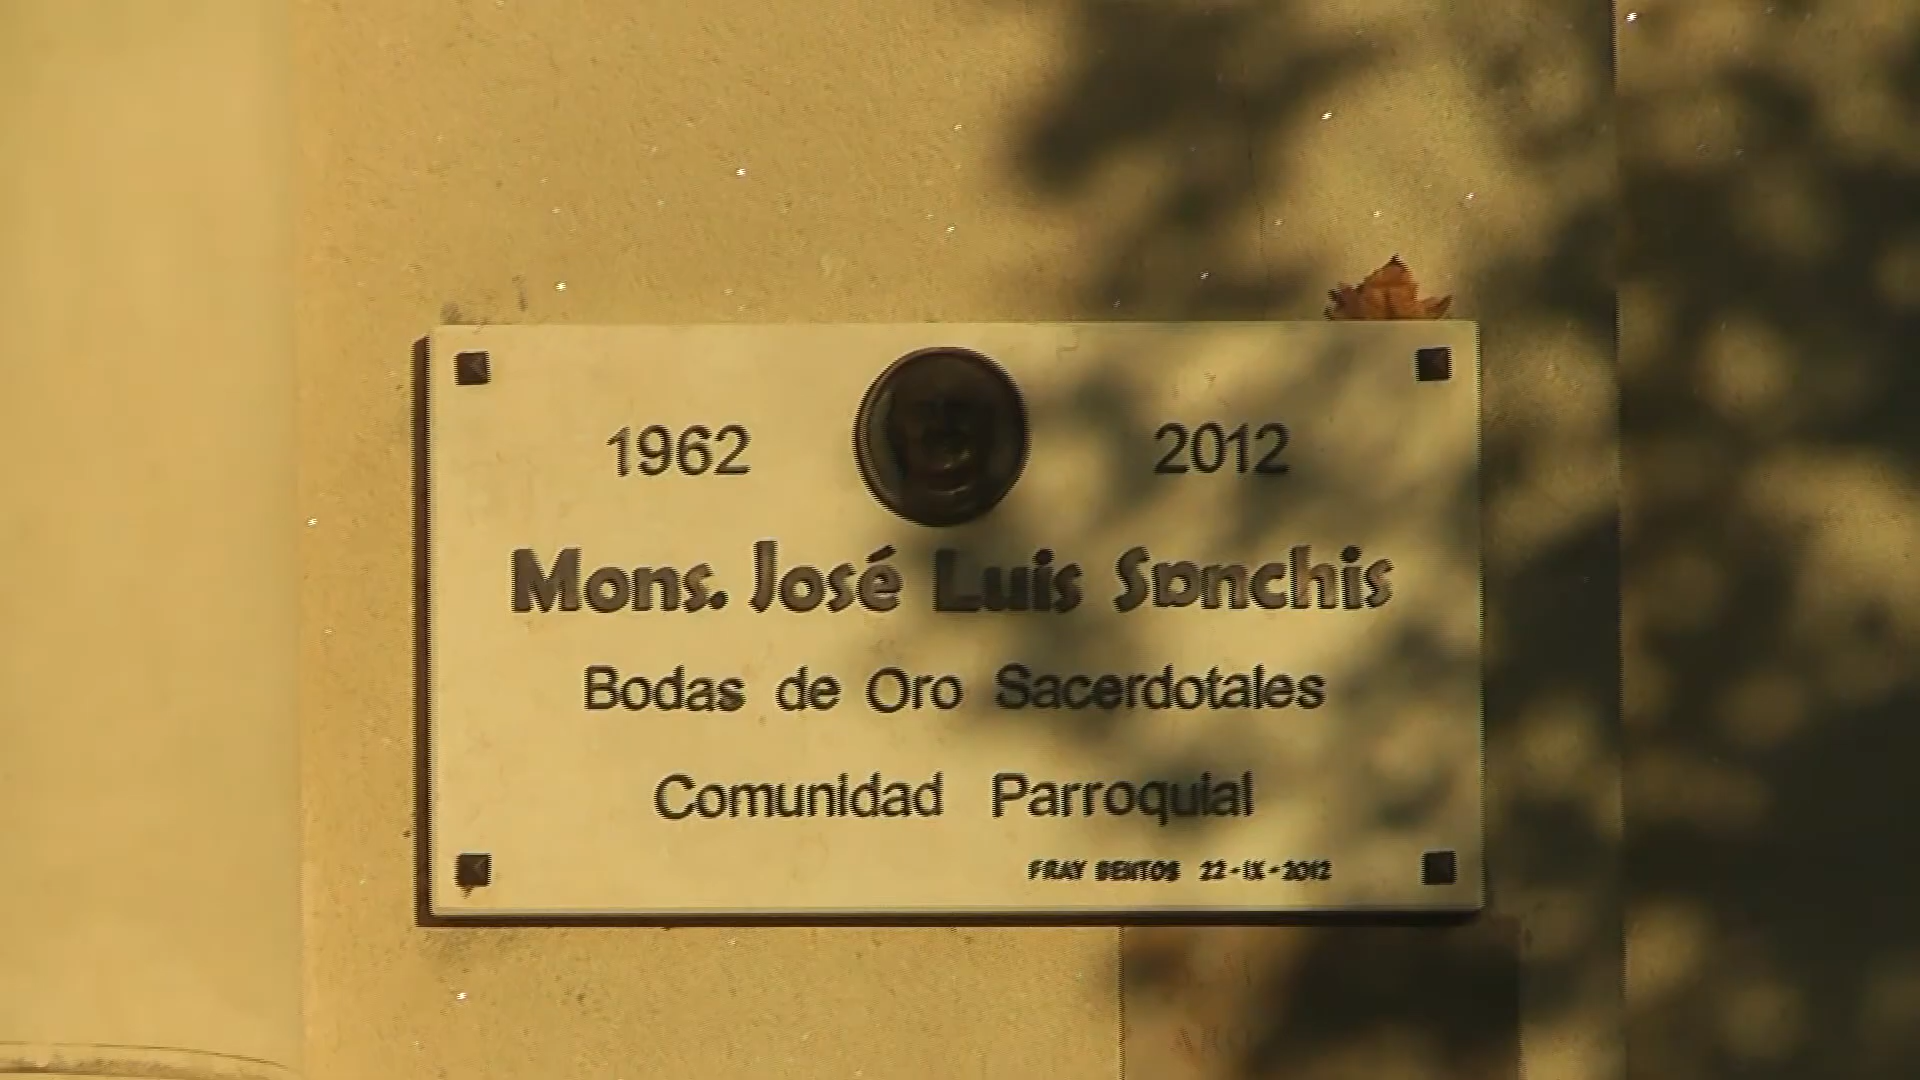 1962 2012
Mons. José Luis Sanchis
Bodas de Oro Sacerdotales
Comunidad Parroquial
FRAY BENTOS 22-IX-2012